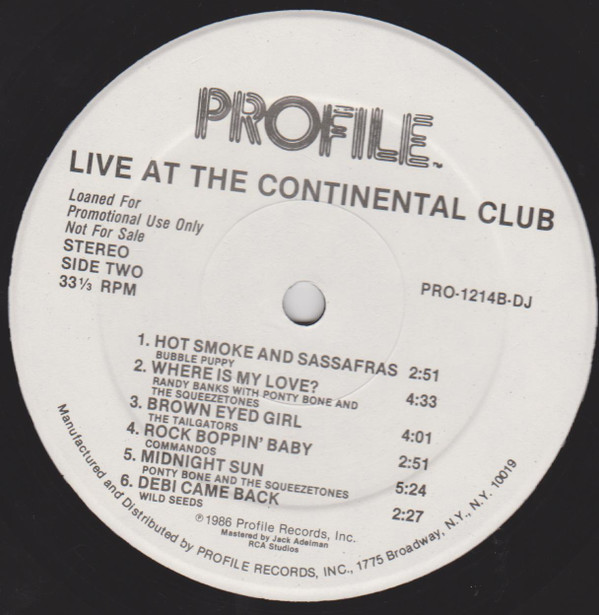 PROFILE™
LIVE AT THE CONTINENTAL CLUB
Loaned For
Promotional Use Only
Not For Sale
STEREO
SIDE TWO
33⅓ RPM
PRO-1214B-DJ
1. HOT SMOKE AND SASSAFRAS 2:51
BUBBLE PUPPY
2. WHERE IS MY LOVE? 4:33
RANDY BANKS WITH PONTY BONE AND
THE SQUEEZETONES
3. BROWN EYED GIRL 4:01
THE TAILGATORS
4. ROCK BOPPIN' BABY 2:51
COMMANDOS
5. MIDNIGHT SUN 5:24
PONTY BONE AND THE SQUEEZETONES
6. DEBI CAME BACK 2:27
WILD SEEDS
℗1986 Profile Records, Inc.
Mastered by Jack Adelman
RCA Studios
Manufactured and Distributed by PROFILE RECORDS, INC., 1775 Broadway, N.Y., N.Y. 10019